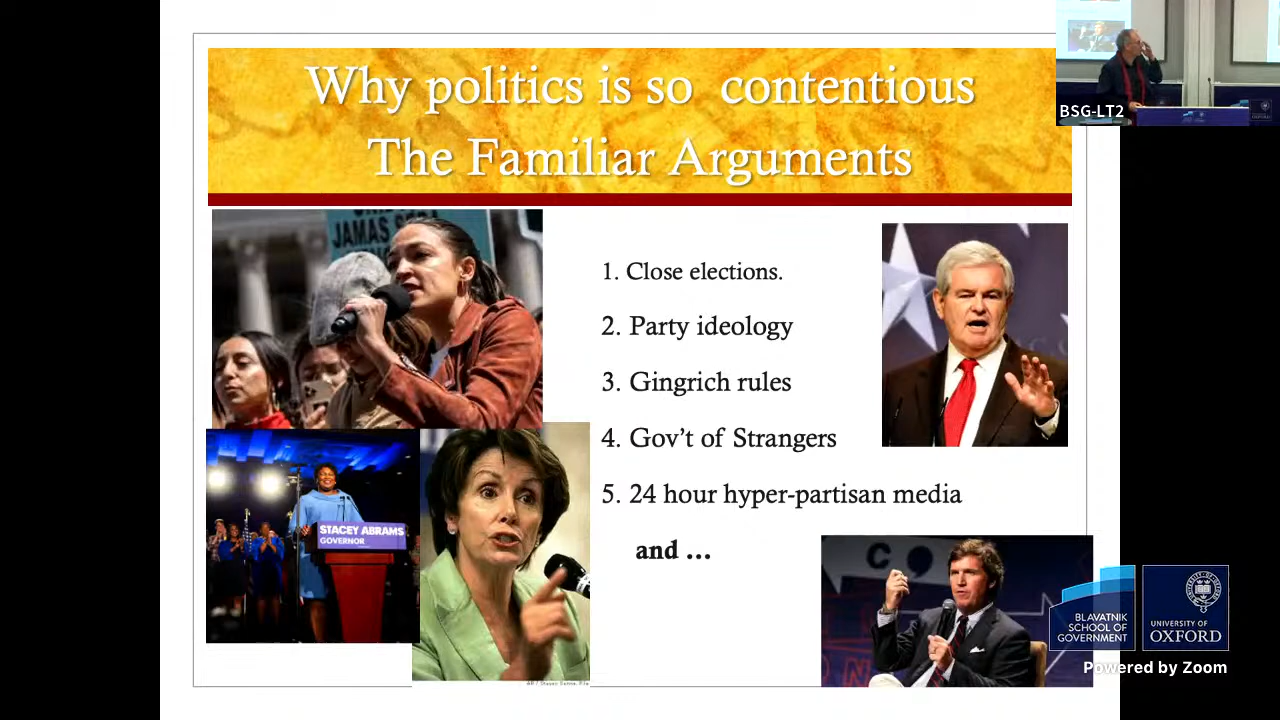 Why politics is so contentious
The Familiar Arguments
BSG-LT2
JAMAS
1. Close elections.
2. Party ideology
3. Gingrich rules
4. Gov't of Strangers
5. 24 hour hyper-partisan media
and ...
STACEY ABRAMS
GOVERNOR
BLAVATNIK
SCHOOL OF
GOVERNMENT
UNIVERSITY OF
OXFORD
Powered by Zoom